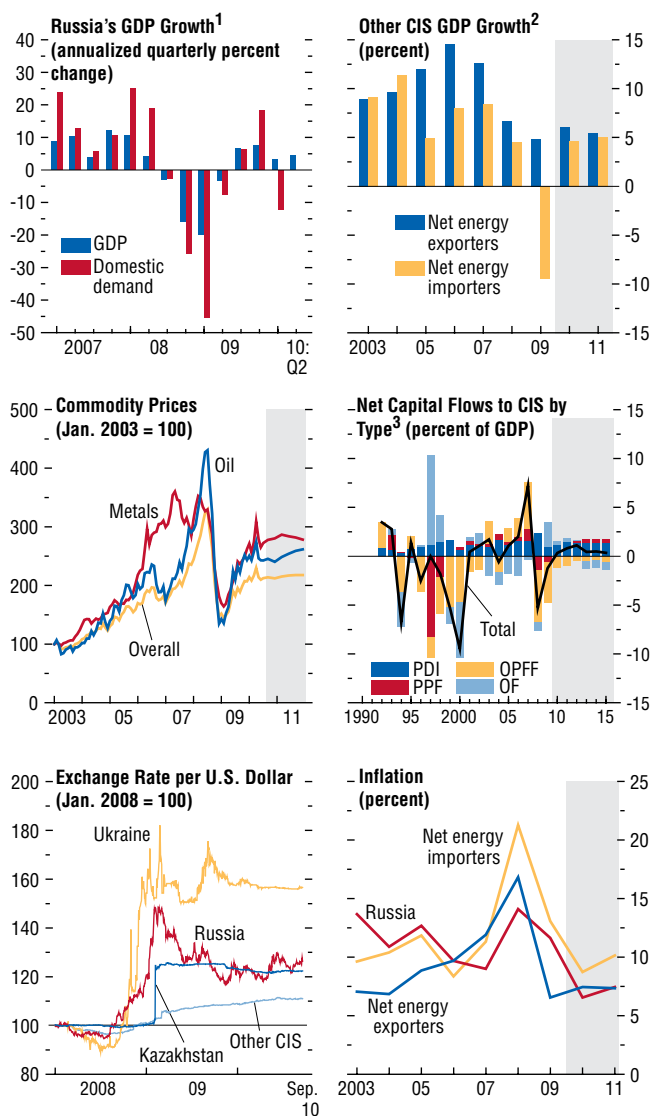 Russia's GDP Growth1
(annualized quarterly percent
change)
40
30
20
10
0
-10
-20
-30
-40
-50
GDP
Domestic
demand
2007
08
09
10:
Q2
Other CIS GDP Growth2
(percent)
15
10
5
0
-5
-10
-15
Net energy
exporters
Net energy
importers
2003
05
07
09
11
Commodity Prices
(Jan. 2003 = 100)
500
400
300
200
100
0
Oil
Metals
Overall
2003
05
07
09
11
Net Capital Flows to CIS by
Type3 (percent of GDP)
15
10
5
0
-5
-10
-15
Total
PDI
OPFF
PPF
OF
1990
95
2000
05
10
15
Exchange Rate per U.S. Dollar
(Jan. 2008 = 100)
200
180
160
140
120
100
80
Ukraine
Russia
Other CIS
Kazakhstan
2008
09
Sep.
10
Inflation
(percent)
25
20
15
10
5
0
Net energy
importers
Russia
Net energy
exporters
2003
05
07
09
11